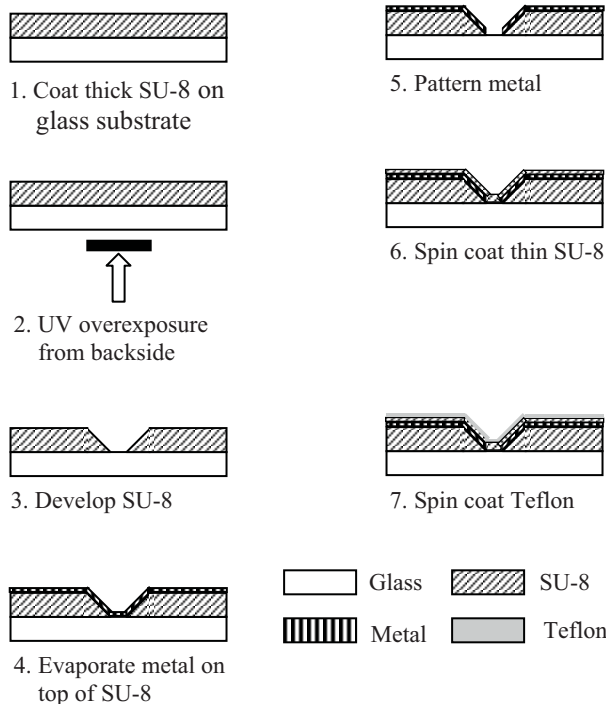 1. Coat thick SU-8 on
glass substrate
2. UV overexposure
from backside
3. Develop SU-8
4. Evaporate metal on
top of SU-8
5. Pattern metal
6. Spin coat thin SU-8
7. Spin coat Teflon
Glass
SU-8
Metal
Teflon